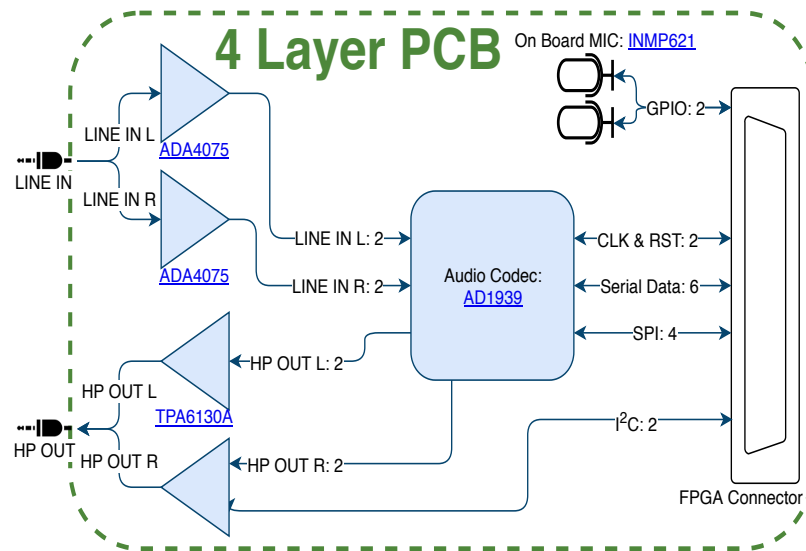 4 Layer PCB
On Board MIC: INMP621
GPIO: 2
LINE IN L
ADA4075
LINE IN
LINE IN R
ADA4075
LINE IN L: 2
LINE IN R: 2
Audio Codec:
AD1939
CLK & RST: 2
Serial Data: 6
SPI: 4
HP OUT L: 2
HP OUT L
TPA6130A
I²C: 2
HP OUT
HP OUT R
HP OUT R: 2
FPGA Connector